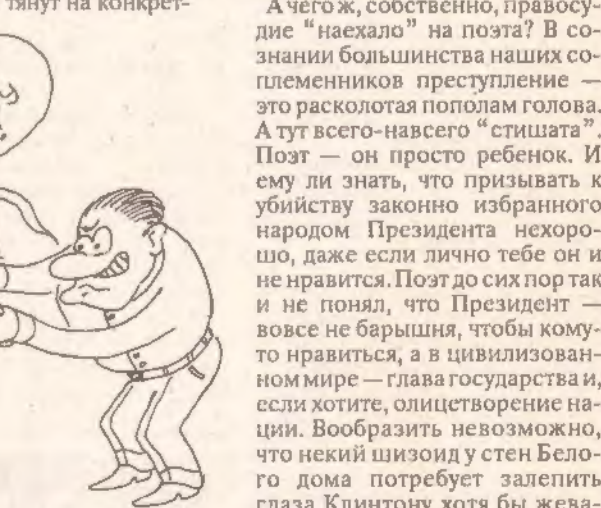 тянут на конкрет-
А чего ж, собственно, правосу-
дие “наехало” на поэта? В со-
знании большинства наших со-
племенников преступление —
это расколотая пополам голова.
А тут всего-навсего “стишата”.
Поэт — он просто ребенок. И
ему ли знать, что призывать к
убийству законно избранного
народом Президента нехоро-
шо, даже если лично тебе он и
не нравится. Поэт до сих пор так
и не понял, что Президент —
вовсе не барышня, чтобы кому-
то нравиться, а в цивилизован-
ном мире — глава государства и,
если хотите, олицетворение на-
ции. Вообразить невозможно,
что некий шизоид у стен Бело-
го дома потребует залепить
глаза Клинтону хотя бы жева-